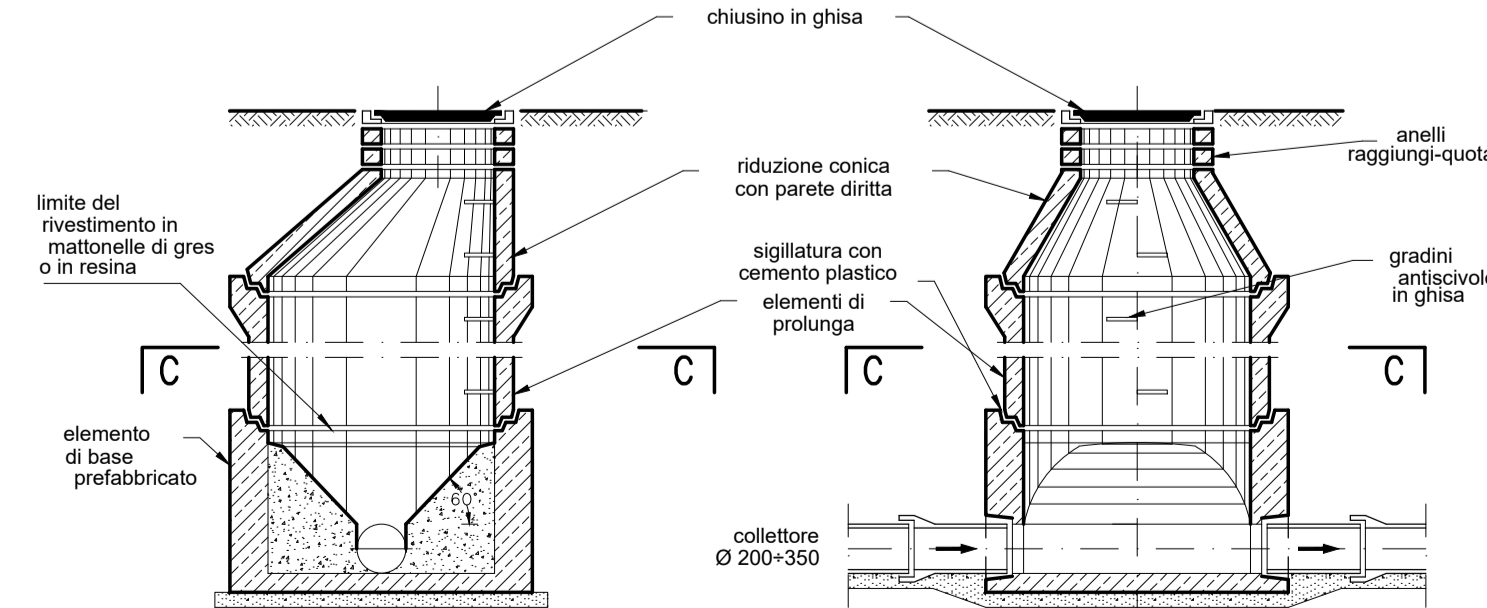 chiusino in ghisa
anelli
raggiungi-quota
riduzione conica
con parete diritta
limite del
rivestimento in
mattonelle di gres
o in resina
sigillatura con
cemento plastico
gradini
antiscivolo
in ghisa
elementi di
prolunga
C
C
C
C
elemento
di base
prefabbricato
60
collettore
Ø 200÷350